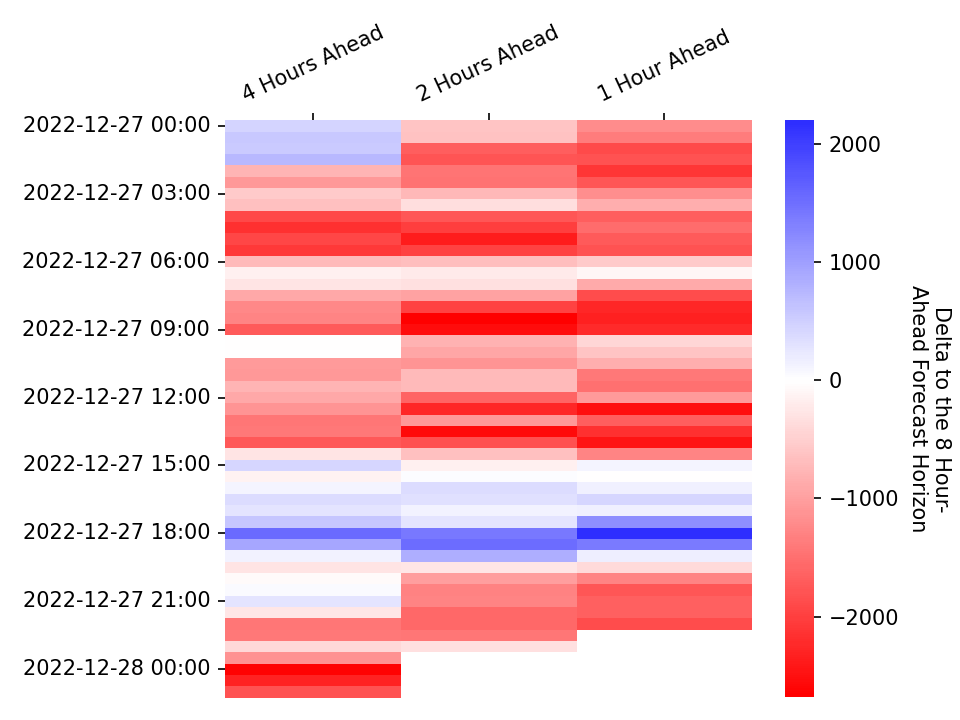 4 Hours Ahead
2 Hours Ahead
1 Hour Ahead
2022-12-27 00:00
2022-12-27 03:00
2022-12-27 06:00
2022-12-27 09:00
2022-12-27 12:00
2022-12-27 15:00
2022-12-27 18:00
2022-12-27 21:00
2022-12-28 00:00
2000
1000
0
−1000
−2000
Delta to the 8 Hour-
Ahead Forecast Horizon